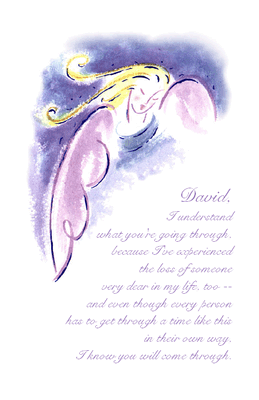 David,
I understand
what you're going through,
because I've experienced
the loss of someone
very dear in my life, too --
and even though every person
has to get through a time like this
in their own way,
I know you will come through.